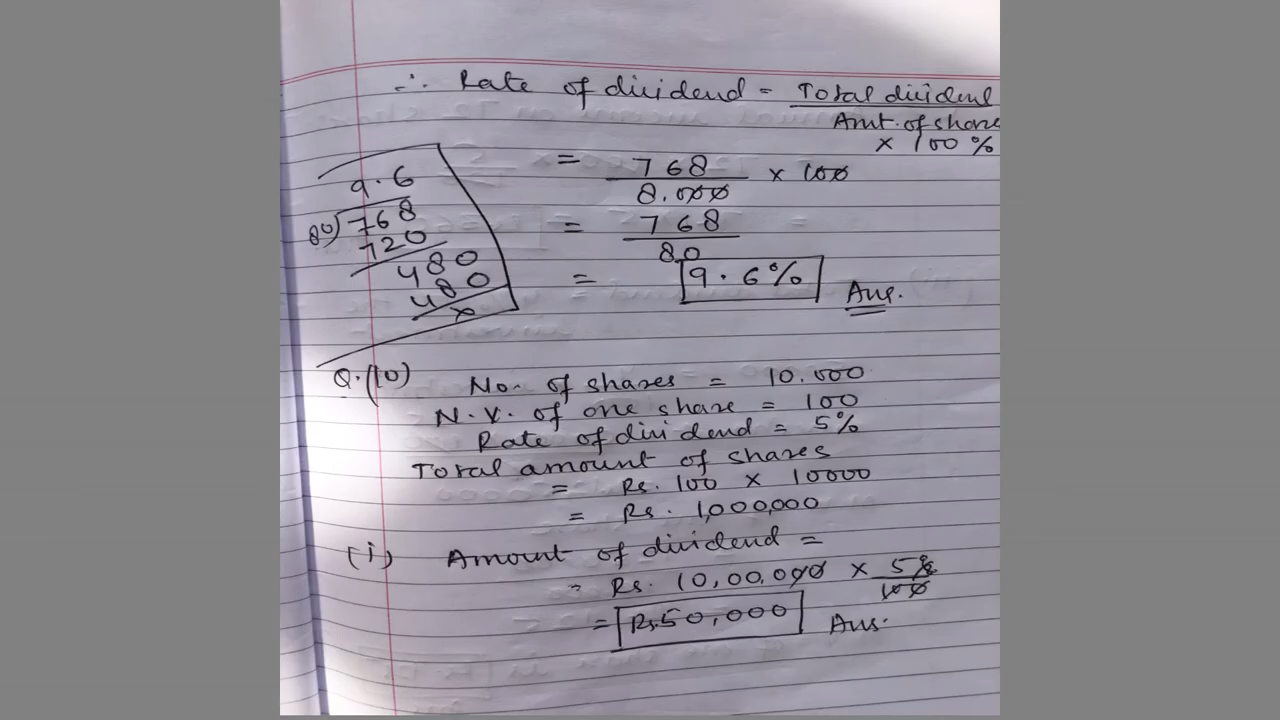 ∴ Rate of dividend = Total dividend
Amt. of share
× 100 %
= 768 × 100
8.000
= 768
80
= 9.6% Ans.
9.6
80)768
720
480
480
×
Q.(10) No. of shares = 10.000
N.V. of one share = 100
Rate of dividend = 5%
Total amount of shares
= Rs. 100 × 10000
= Rs. 1,000,000
(i) Amount of dividend =
= Rs. 10,00,000 × 5%
100
= Rs.50,000 Ans.